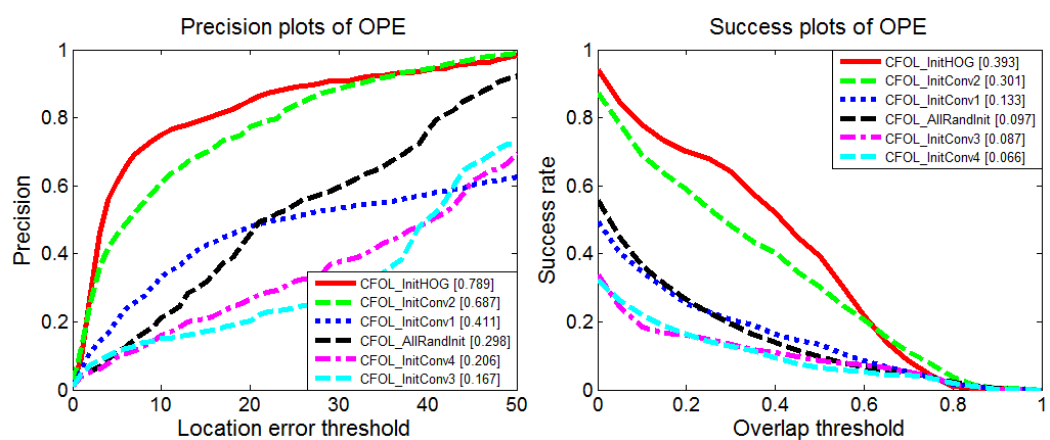 Precision plots of OPE
1
0.8
0.6
0.4
0.2
0
Precision
0
10
20
30
40
50
Location error threshold
CFOL_InitHOG [0.789]
CFOL_InitConv2 [0.687]
CFOL_InitConv1 [0.411]
CFOL_AllRandInit [0.298]
CFOL_InitConv4 [0.206]
CFOL_InitConv3 [0.167]
Success plots of OPE
1
0.8
0.6
0.4
0.2
0
Success rate
0
0.2
0.4
0.6
0.8
1
Overlap threshold
CFOL_InitHOG [0.393]
CFOL_InitConv2 [0.301]
CFOL_InitConv1 [0.133]
CFOL_AllRandInit [0.097]
CFOL_InitConv3 [0.087]
CFOL_InitConv4 [0.066]